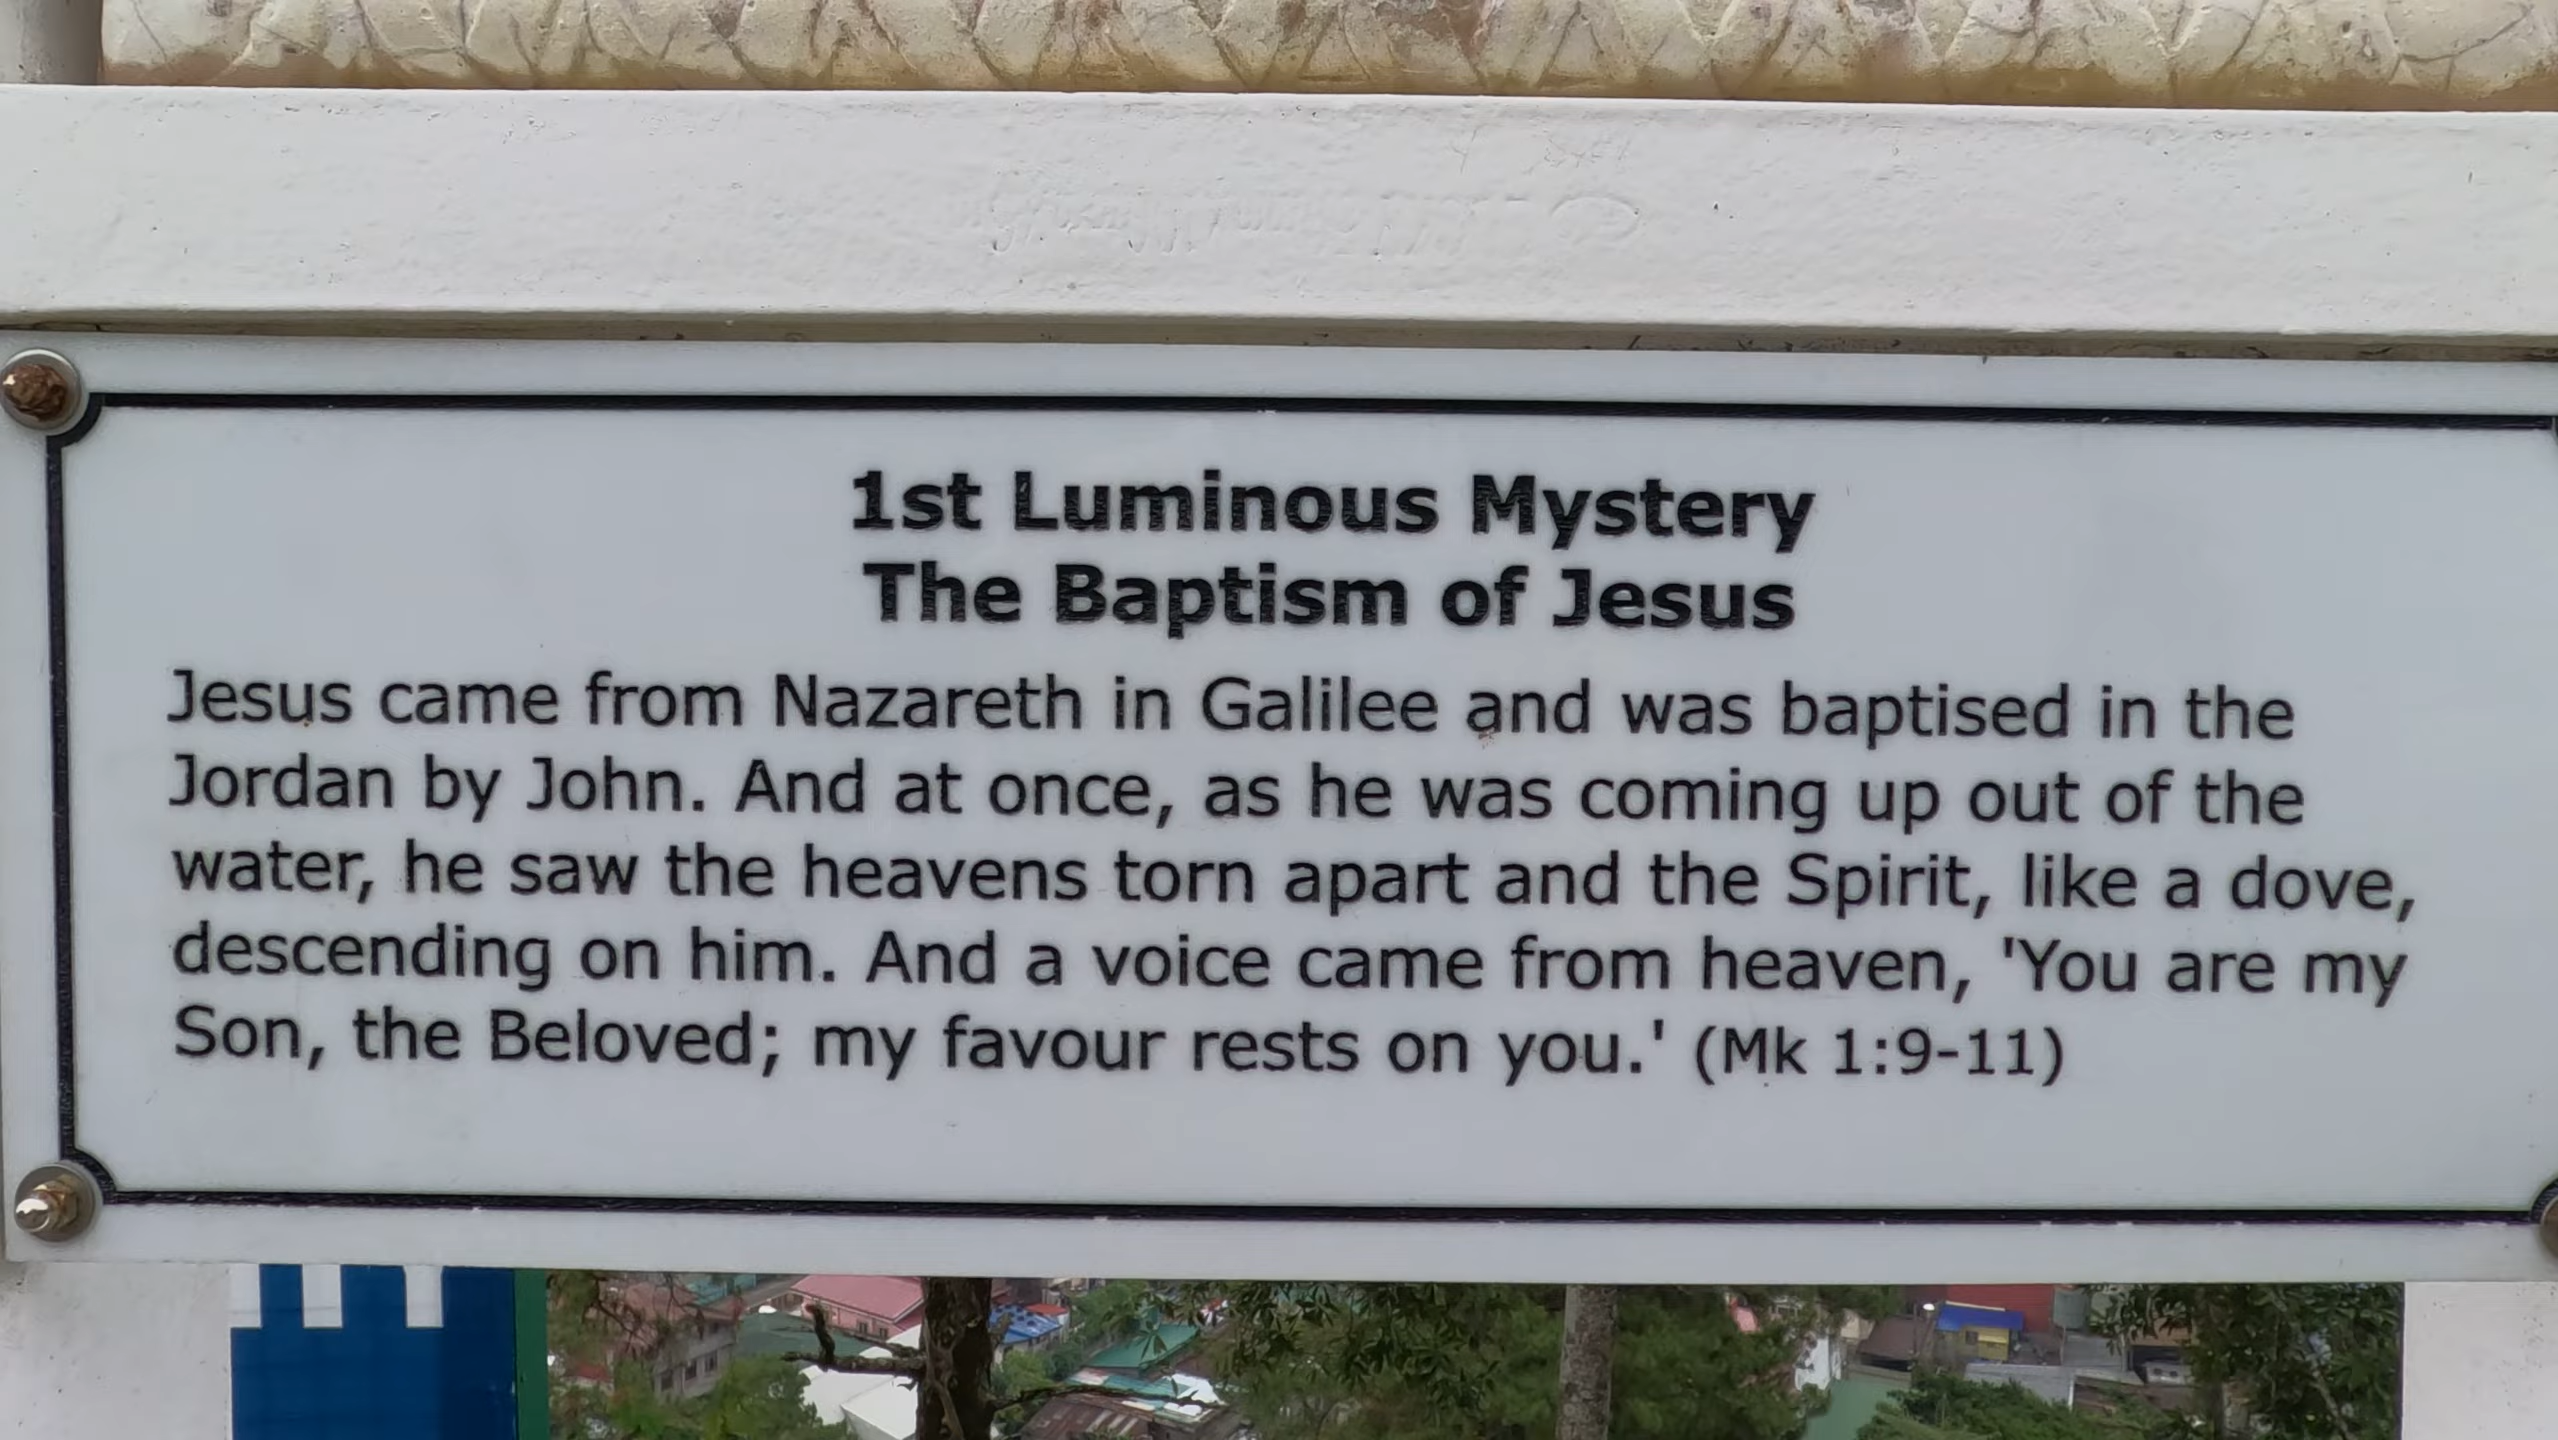 1st Luminous Mystery
The Baptism of Jesus
Jesus came from Nazareth in Galilee and was baptised in the
Jordan by John. And at once, as he was coming up out of the
water, he saw the heavens torn apart and the Spirit, like a dove,
descending on him. And a voice came from heaven, 'You are my
Son, the Beloved; my favour rests on you.' (Mk 1:9-11)